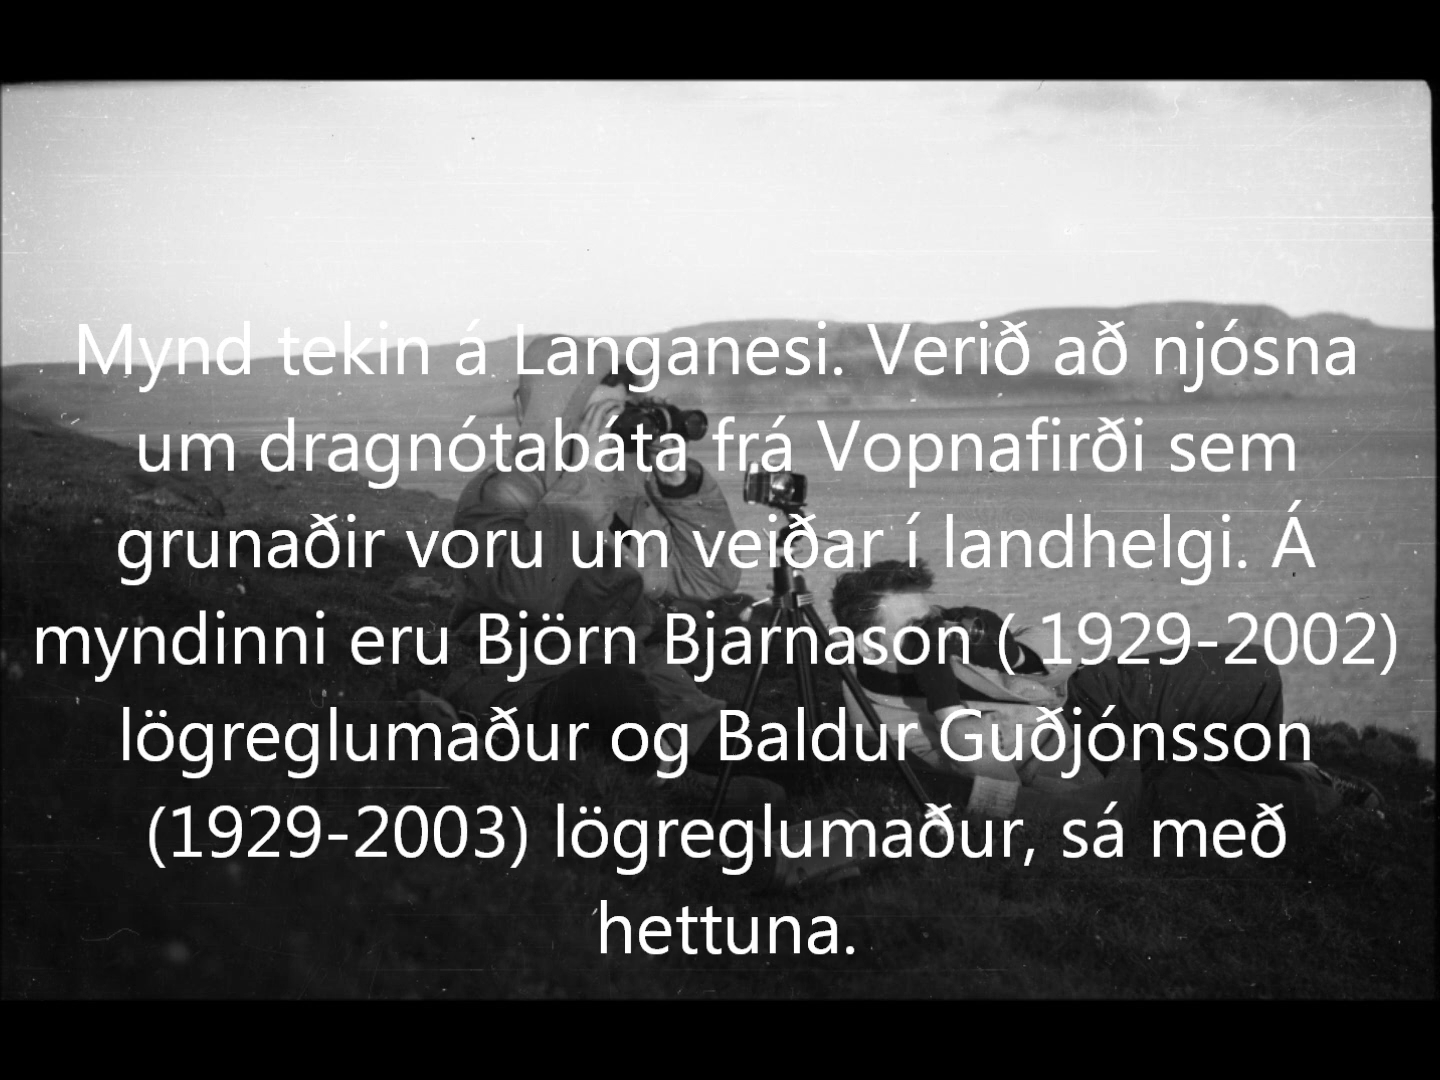 Mynd tekin á Langanesi. Verið að njósna
um dragnótabáta frá Vopnafirði sem
grunaðir voru um veiðar í landhelgi. Á
myndinni eru Björn Bjarnason ( 1929-2002)
lögreglumaður og Baldur Guðjónsson
(1929-2003) lögreglumaður, sá með
hettuna.